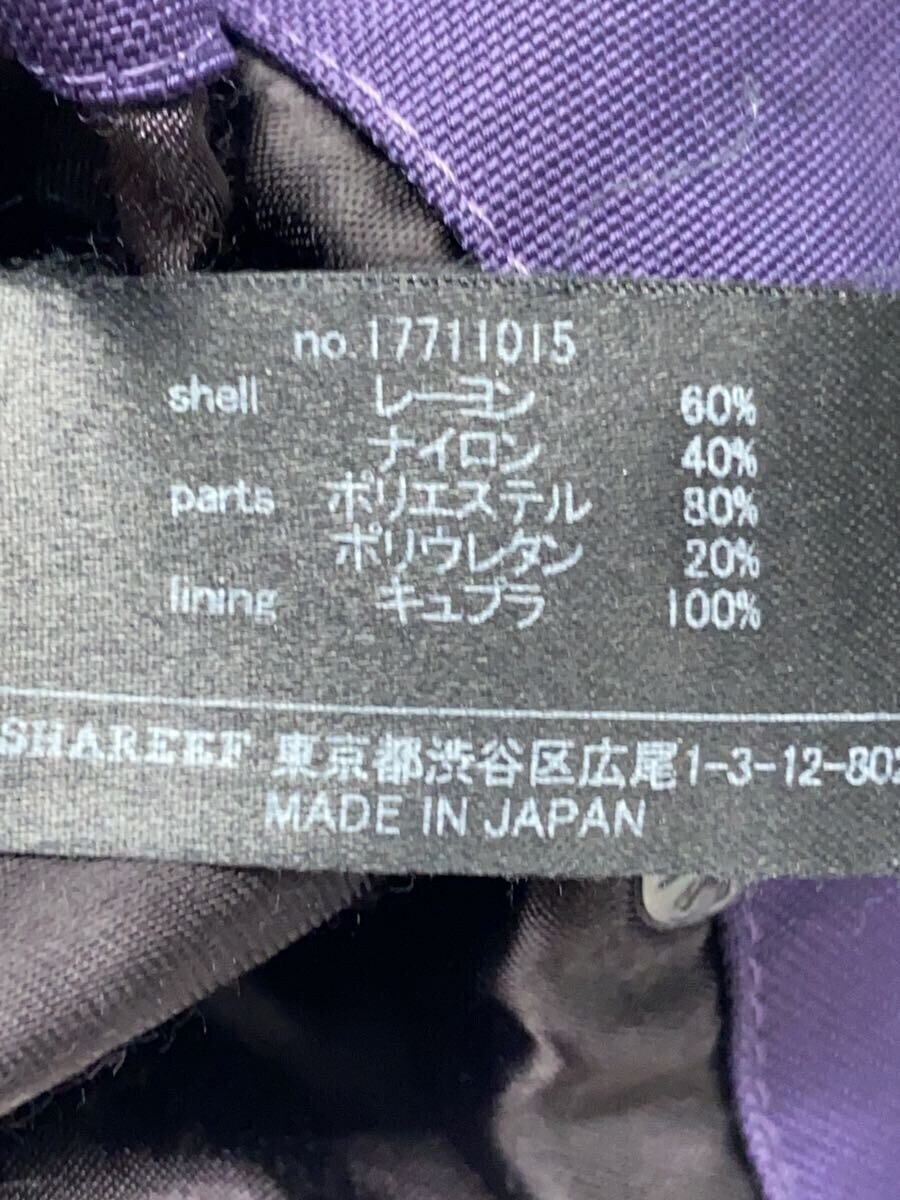 no.17711015
shell レーヨン 60%
ナイロン 40%
parts ポリエステル 80%
ポリウレタン 20%
lining キュプラ 100%
SHAREEF 東京都渋谷区広尾1-3-12-802
MADE IN JAPAN